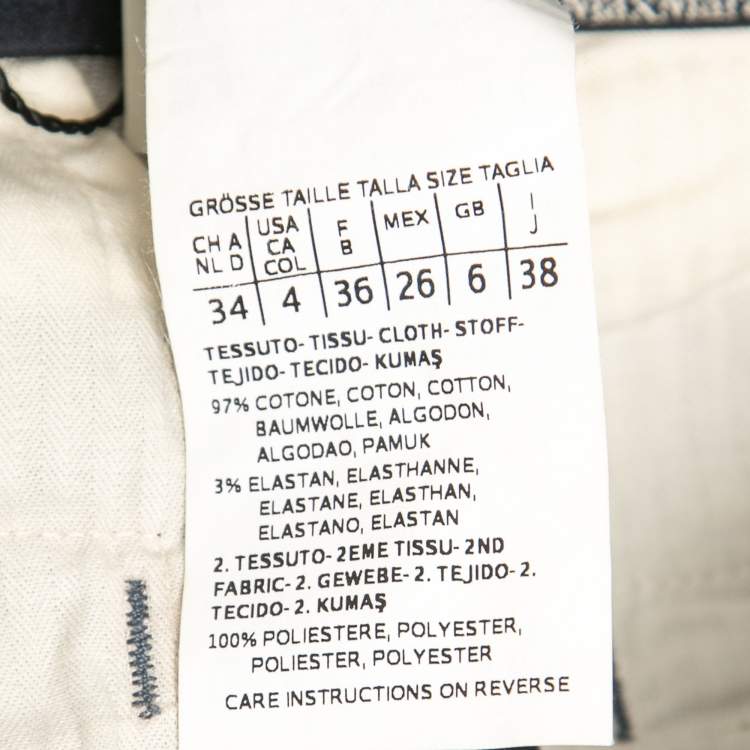 MaxMara
GRÖSSE TAILLE TALLA SIZE TAGLIA
CH A NL D | USA CA COL | F B | MEX | GB | I J
34 | 4 | 36 | 26 | 6 | 38
TESSUTO- TISSU- CLOTH- STOFF-
TEJIDO- TECIDO- KUMAŞ
97% COTONE, COTON, COTTON,
BAUMWOLLE, ALGODON,
ALGODAO, PAMUK
3% ELASTAN, ELASTHANNE,
ELASTANE, ELASTHAN,
ELASTANO, ELASTAN
2. TESSUTO- 2EME TISSU- 2ND
FABRIC- 2. GEWEBE- 2. TEJIDO- 2.
TECIDO- 2. KUMAŞ
100% POLIESTERE, POLYESTER,
POLIESTER, POLYESTER
CARE INSTRUCTIONS ON REVERSE